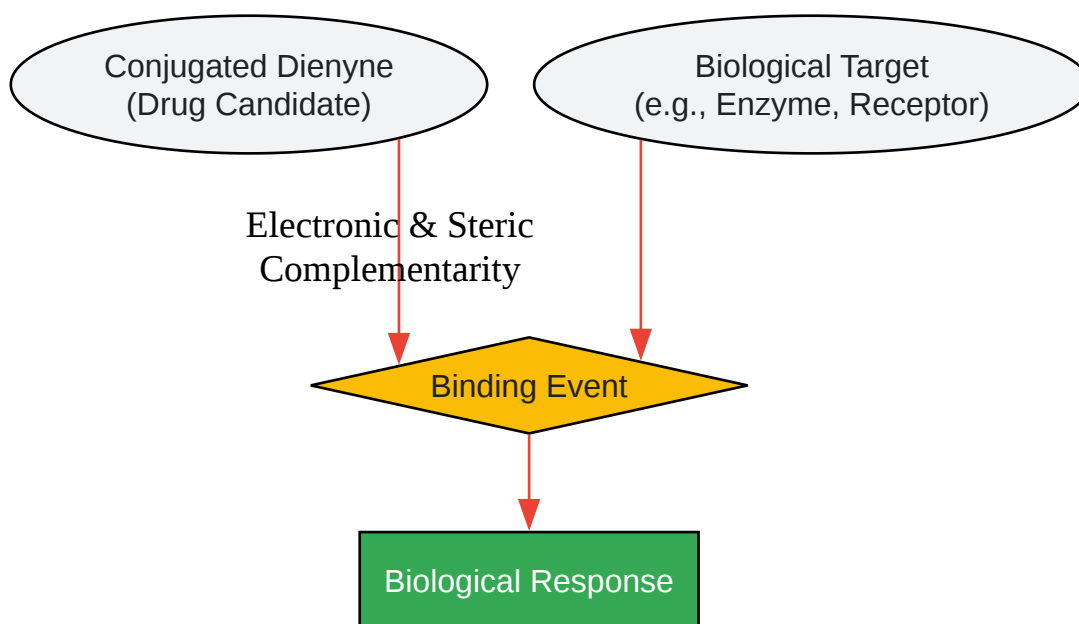 Conjugated Dienyne
(Drug Candidate)
Biological Target
(e.g., Enzyme, Receptor)
Electronic & Steric
Complementarity
Binding Event
Biological Response